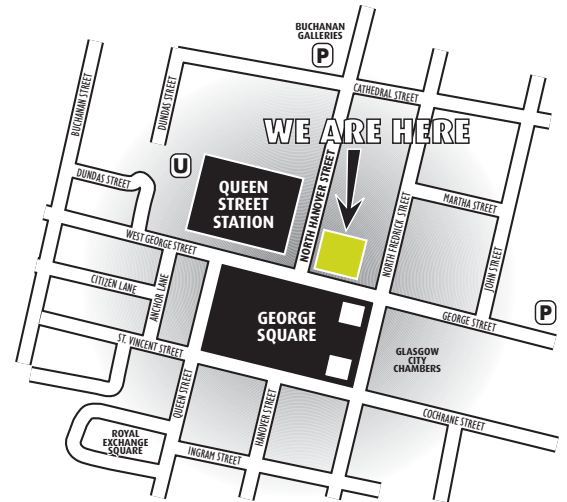 BUCHANAN
GALLERIES
P
CATHEDRAL STREET
BUCHANAN STREET
DUNDAS STREET
WE ARE HERE
U
DUNDAS STREET
QUEEN
STREET
STATION
NORTH HANOVER STREET
NORTH FREDRICK STREET
MARTHA STREET
JOHN STREET
WEST GEORGE STREET
CITIZEN LANE
ANCHOR LANE
GEORGE
SQUARE
GEORGE STREET
P
ST. VINCENT STREET
GLASGOW
CITY
CHAMBERS
QUEEN STREET
HANOVER STREET
COCHRANE STREET
ROYAL
EXCHANGE
SQUARE
INGRAM STREET